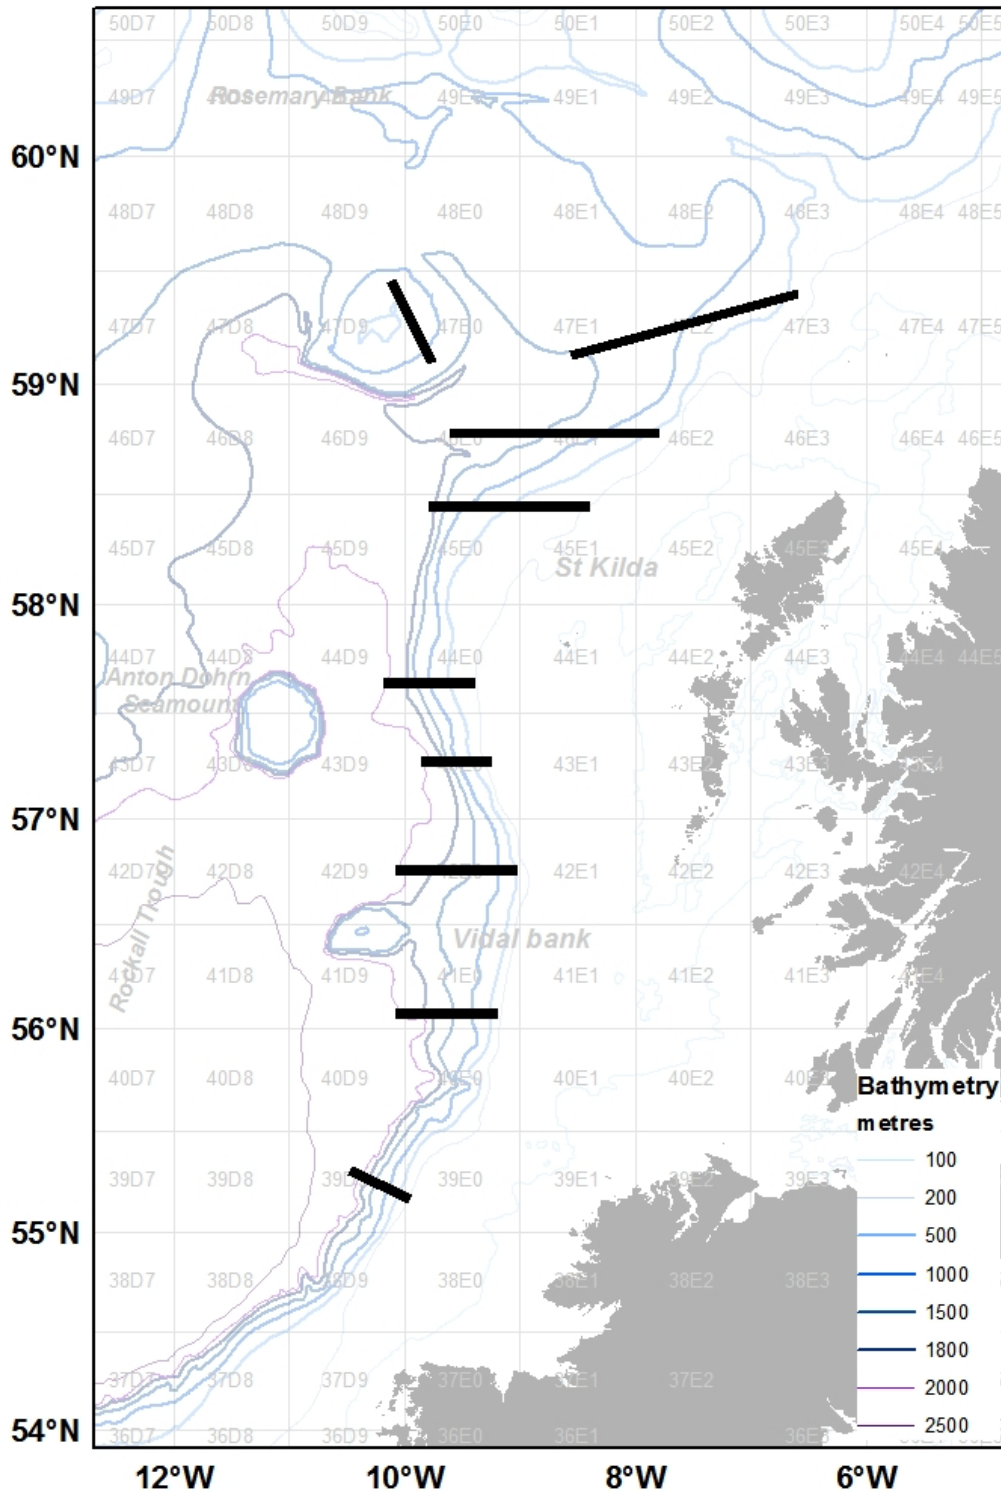 50D7 50D8 50D9 50E0 50E1 50E2 50E3 50E4 50E5
Rosemary Bank
49D7 49E1 49E2 49E3 49E4 49E5
60°N
48D7 48D8 48D9 48E0 48E1 48E2 48E3 48E4 48E5
47D7 47D8 47D9 47E0 47E1 47E3 47E4 47E5
59°N
46D7 46D8 46D9 46E2 46E3 46E4 46E5
45D7 45D8 45D9 45E0 45E1 45E2 45E3 45E4
St Kilda
58°N
44D7 44D8 44D9 44E0 44E1 44E2 44E3 44E4 44E5
Anton Dohrn
Seamount
43D7 43D9 43E1 43E2 43E3
57°N
42D7 42D8 42D9 42E1 42E2 42E3 42E4
Rockall Trough
Vidal bank
41D7 41D8 41D9 41E0 41E1 41E2 41E3 41E4
56°N
40D7 40D8 40D9 40E1 40E2
Bathymetry
metres
100
39D7 39D8 39E0 39E1 39E2 39E3
200
55°N
500
38D7 38D8 38D9 38E0 38E1 38E2 38E3
1000
1500
1800
37D7 37D8 37D9 37E0 37E1 37E2
2000
54°N
36D7 36D8 36D9 36E0 36E1
2500
12°W 10°W 8°W 6°W